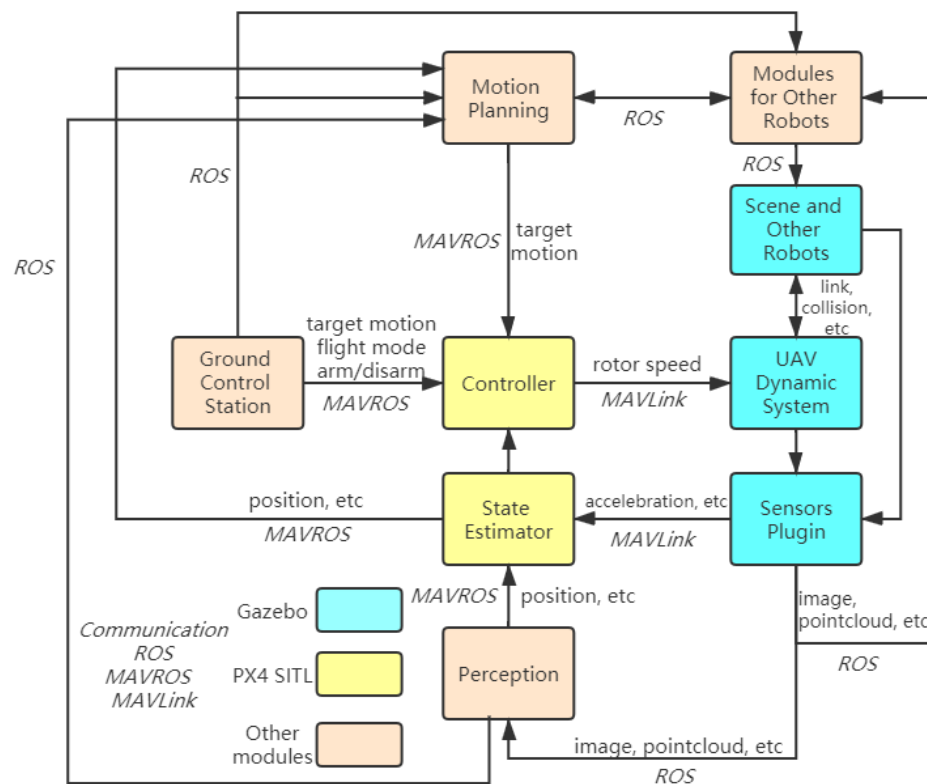 Motion
Planning
Modules
for Other
Robots
ROS
ROS
ROS
Scene and
Other
Robots
MAVROS
target
motion
ROS
link,
collision,
etc
target motion
flight mode
arm/disarm
MAVROS
Ground
Control
Station
Controller
rotor speed
MAVLink
UAV
Dynamic
System
position, etc
MAVROS
State
Estimator
accelebration, etc
MAVLink
Sensors
Plugin
MAVROS
position, etc
image,
pointcloud, etc
ROS
Communication
ROS
MAVROS
MAVLink
Gazebo
PX4 SITL
Other
modules
Perception
image, pointcloud, etc
ROS